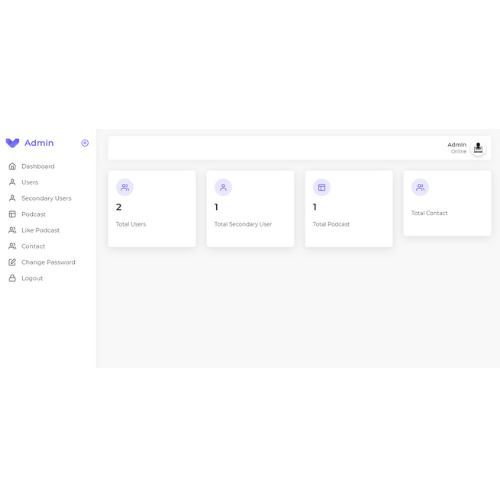 Admin
Dashboard
Users
Secondary Users
Podcast
Like Podcast
Contact
Change Password
Logout
Admin
Online
2
Total Users
1
Total Secondary User
1
Total Podcast
Total Contact